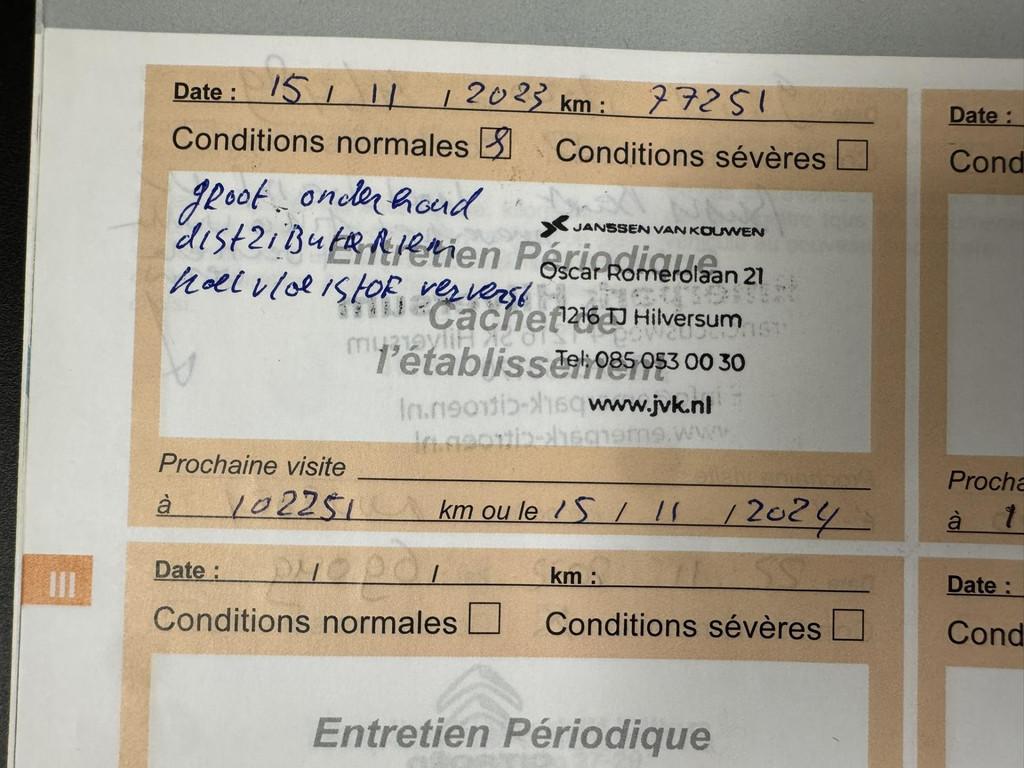 Date : 15 / 11 / 2023 km : 77251
Conditions normales Conditions sévères
groot onderhoud
distributieriem
koelvloeistof ververst
Entretien Périodique
Cachet de
l'établissement
JANSSEN VAN KOUWEN
Oscar Romerolaan 21
1216 TJ Hilversum
Tel: 085 053 00 30
www.jvk.nl
Prochaine visite
à 102251 km ou le 15 / 11 / 2024
Date : / / km :
Conditions normales Conditions sévères
Entretien Périodique
III
Date :
Cond
Procha
à 1
Date :
Cond